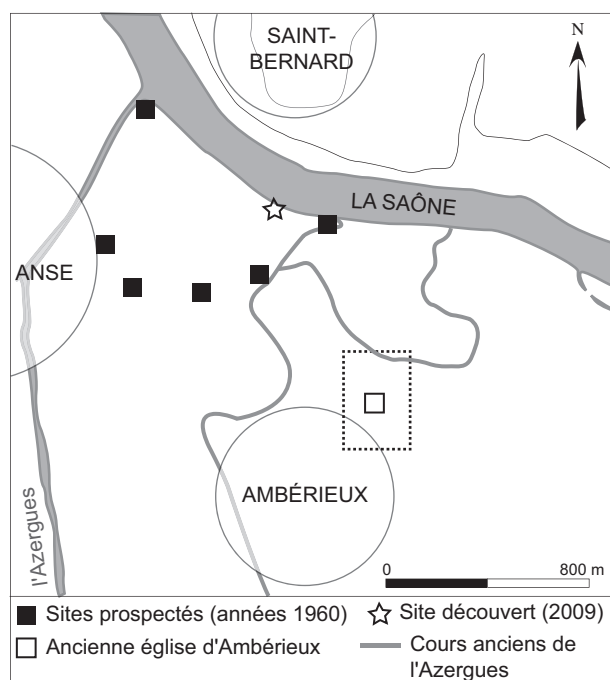 SAINT-
BERNARD
N
LA SAÔNE
ANSE
AMBÉRIEUX
l'Azergues
0 800 m
Sites prospectés (années 1960)
Site découvert (2009)
Ancienne église d'Ambérieux
Cours anciens de
l'Azergues